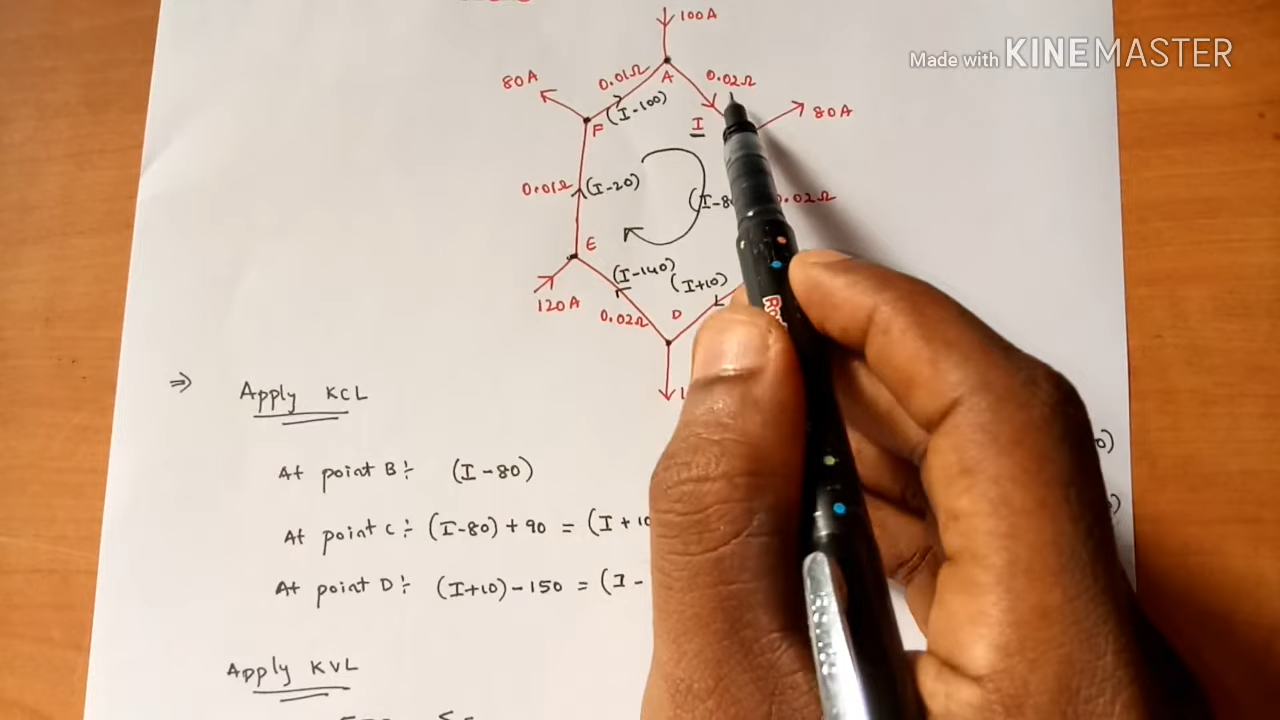 Made with KINEMASTER
100A
80A
0.01Ω
A
0.02Ω
F
(I-100)
I
80A
0.01Ω
(I-20)
0.02Ω
E
(I-140)
(I+10)
120A
0.02Ω
D
⇒ Apply KCL
At point B:- (I-80)
At point C:- (I-80)+90 = (I+10
At point D:- (I+10)-150 = (I-
Apply KVL